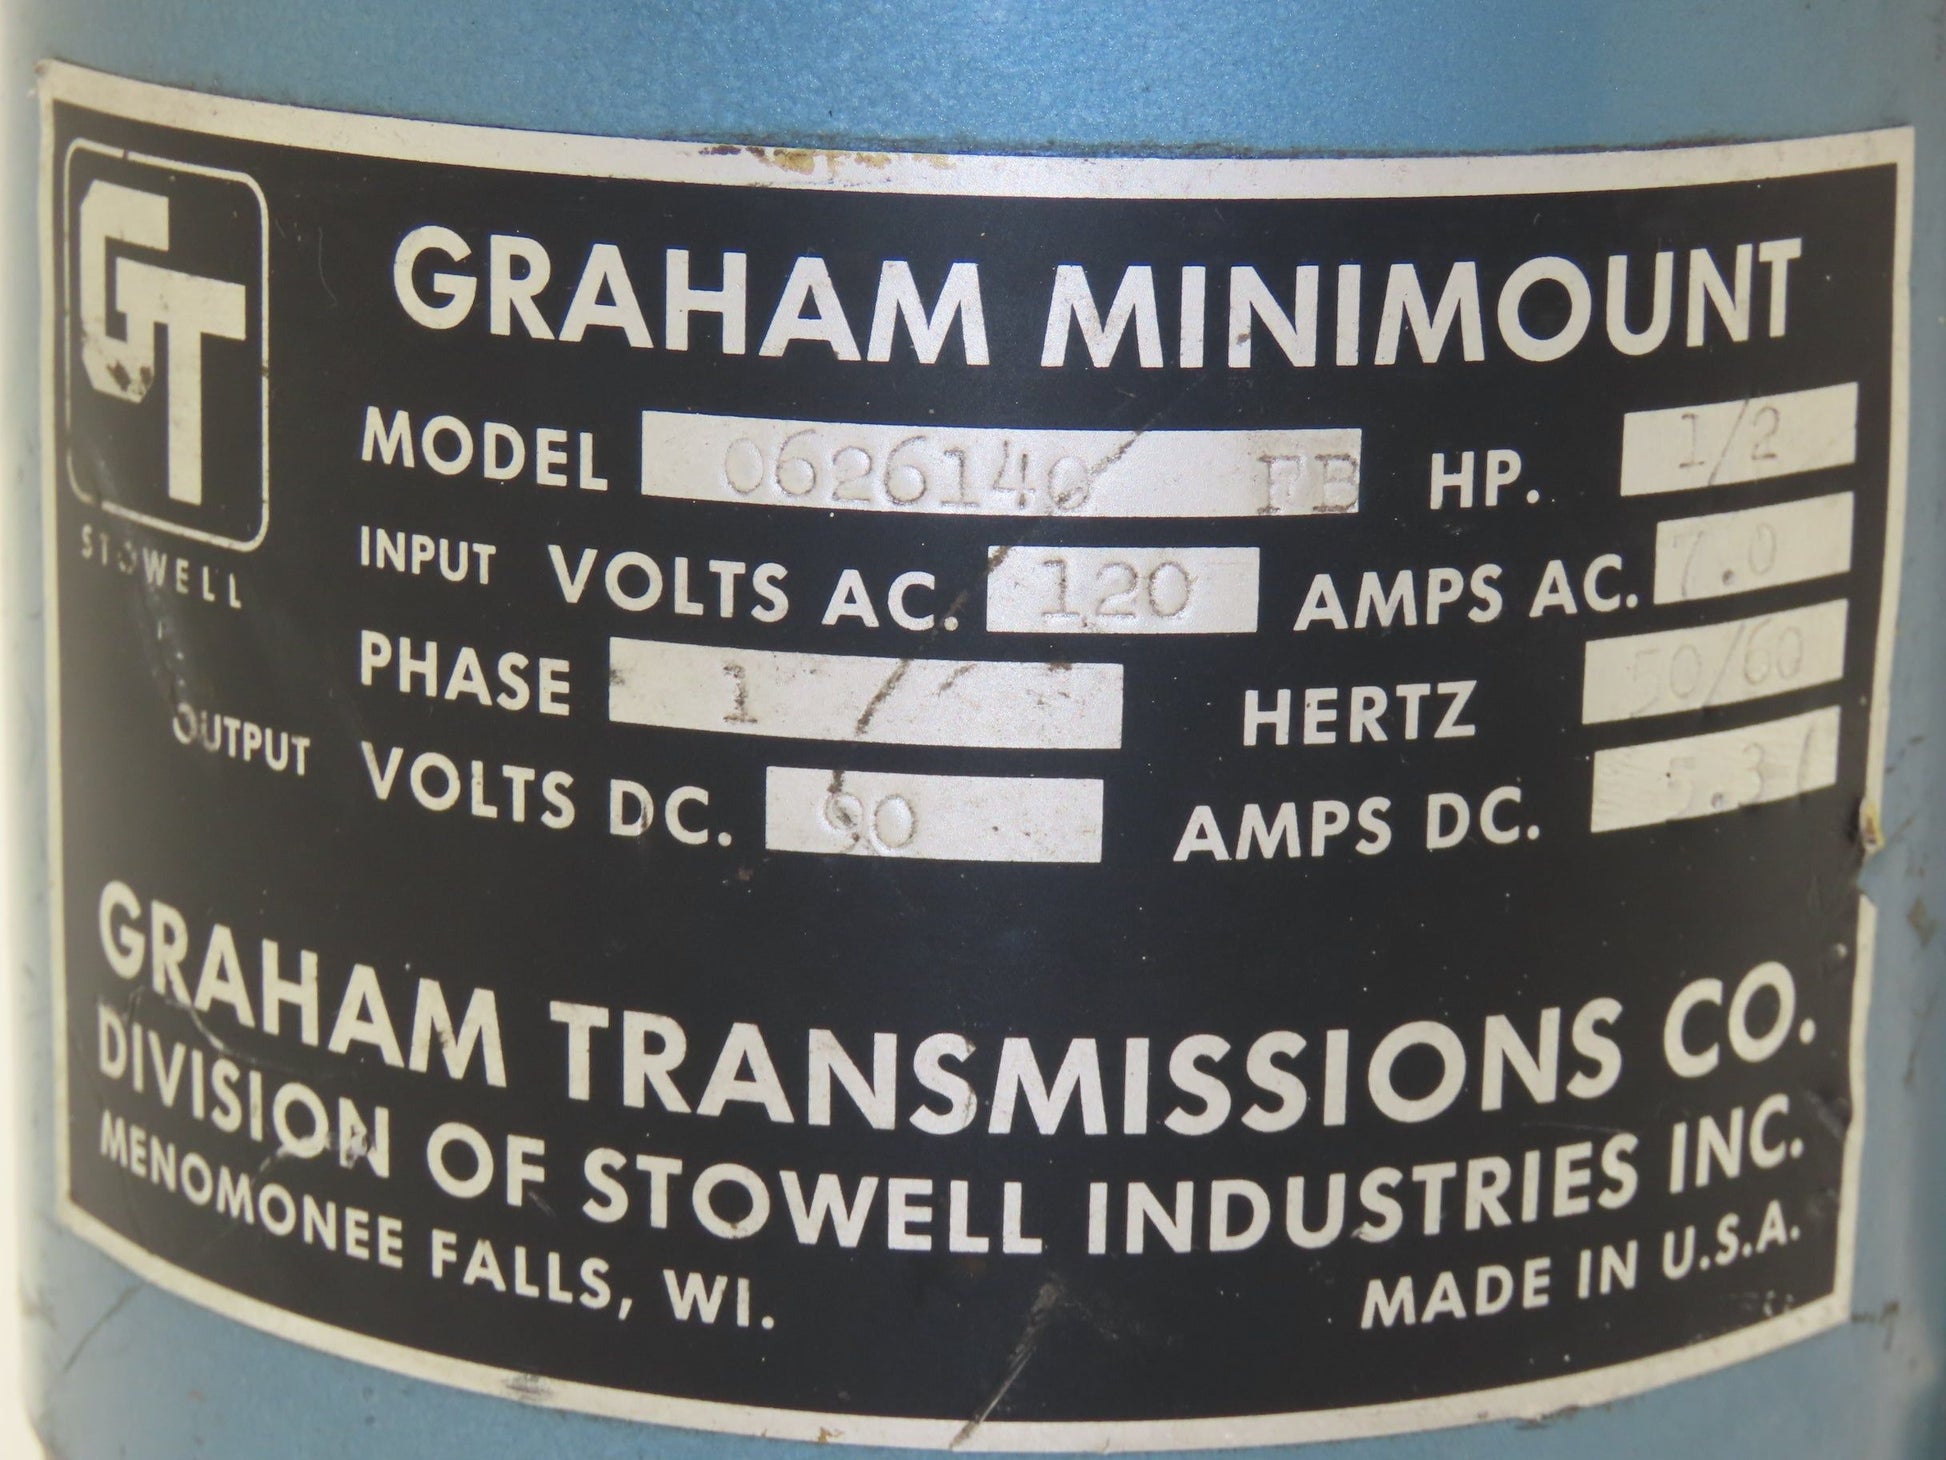 GT
STOWELL
GRAHAM MINIMOUNT
MODEL 0626140 FB HP. 1/2
INPUT VOLTS AC. 120 AMPS AC. 7.0
PHASE 1 HERTZ 50/60
OUTPUT VOLTS DC. 90 AMPS DC. 5.31
GRAHAM TRANSMISSIONS CO.
DIVISION OF STOWELL INDUSTRIES INC.
MENOMONEE FALLS, WI. MADE IN U.S.A.